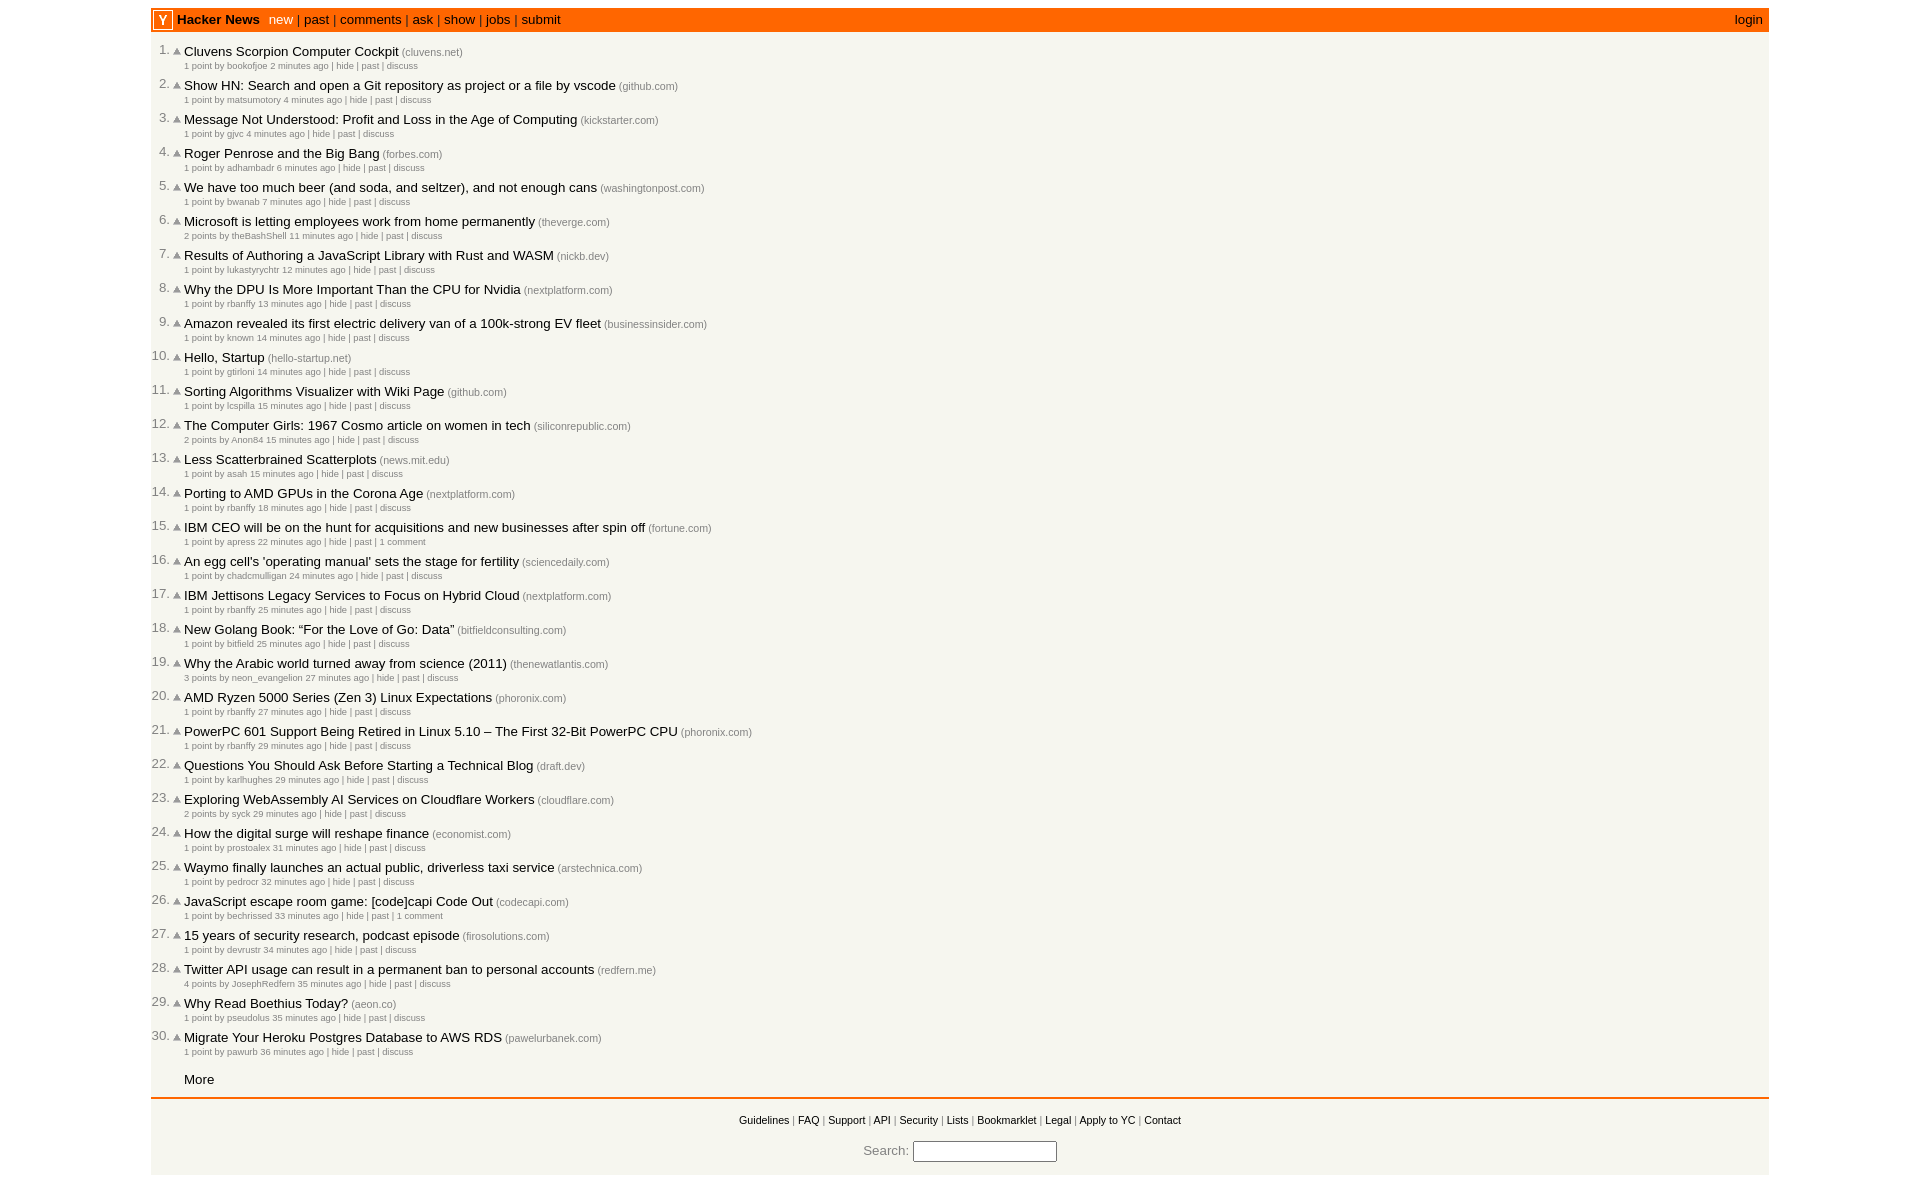 Y Hacker News new | past | comments | ask | show | jobs | submit login
1. Cluvens Scorpion Computer Cockpit (cluvens.net)
1 point by bookofjoe 2 minutes ago | hide | past | discuss
2. Show HN: Search and open a Git repository as project or a file by vscode (github.com)
1 point by matsumotory 4 minutes ago | hide | past | discuss
3. Message Not Understood: Profit and Loss in the Age of Computing (kickstarter.com)
1 point by gjvc 4 minutes ago | hide | past | discuss
4. Roger Penrose and the Big Bang (forbes.com)
1 point by adhambadr 6 minutes ago | hide | past | discuss
5. We have too much beer (and soda, and seltzer), and not enough cans (washingtonpost.com)
1 point by bwanab 7 minutes ago | hide | past | discuss
6. Microsoft is letting employees work from home permanently (theverge.com)
2 points by theBashShell 11 minutes ago | hide | past | discuss
7. Results of Authoring a JavaScript Library with Rust and WASM (nickb.dev)
1 point by lukastyrychtr 12 minutes ago | hide | past | discuss
8. Why the DPU Is More Important Than the CPU for Nvidia (nextplatform.com)
1 point by rbanffy 13 minutes ago | hide | past | discuss
9. Amazon revealed its first electric delivery van of a 100k-strong EV fleet (businessinsider.com)
1 point by known 14 minutes ago | hide | past | discuss
10. Hello, Startup (hello-startup.net)
1 point by gtirloni 14 minutes ago | hide | past | discuss
11. Sorting Algorithms Visualizer with Wiki Page (github.com)
1 point by lcspilla 15 minutes ago | hide | past | discuss
12. The Computer Girls: 1967 Cosmo article on women in tech (siliconrepublic.com)
2 points by Anon84 15 minutes ago | hide | past | discuss
13. Less Scatterbrained Scatterplots (news.mit.edu)
1 point by asah 15 minutes ago | hide | past | discuss
14. Porting to AMD GPUs in the Corona Age (nextplatform.com)
1 point by rbanffy 18 minutes ago | hide | past | discuss
15. IBM CEO will be on the hunt for acquisitions and new businesses after spin off (fortune.com)
1 point by apress 22 minutes ago | hide | past | 1 comment
16. An egg cell's 'operating manual' sets the stage for fertility (sciencedaily.com)
1 point by chadcmulligan 24 minutes ago | hide | past | discuss
17. IBM Jettisons Legacy Services to Focus on Hybrid Cloud (nextplatform.com)
1 point by rbanffy 25 minutes ago | hide | past | discuss
18. New Golang Book: “For the Love of Go: Data” (bitfieldconsulting.com)
1 point by bitfield 25 minutes ago | hide | past | discuss
19. Why the Arabic world turned away from science (2011) (thenewatlantis.com)
3 points by neon_evangelion 27 minutes ago | hide | past | discuss
20. AMD Ryzen 5000 Series (Zen 3) Linux Expectations (phoronix.com)
1 point by rbanffy 27 minutes ago | hide | past | discuss
21. PowerPC 601 Support Being Retired in Linux 5.10 – The First 32-Bit PowerPC CPU (phoronix.com)
1 point by rbanffy 29 minutes ago | hide | past | discuss
22. Questions You Should Ask Before Starting a Technical Blog (draft.dev)
1 point by karlhughes 29 minutes ago | hide | past | discuss
23. Exploring WebAssembly AI Services on Cloudflare Workers (cloudflare.com)
2 points by syck 29 minutes ago | hide | past | discuss
24. How the digital surge will reshape finance (economist.com)
1 point by prostoalex 31 minutes ago | hide | past | discuss
25. Waymo finally launches an actual public, driverless taxi service (arstechnica.com)
1 point by pedrocr 32 minutes ago | hide | past | discuss
26. JavaScript escape room game: [code]capi Code Out (codecapi.com)
1 point by bechrissed 33 minutes ago | hide | past | 1 comment
27. 15 years of security research, podcast episode (firosolutions.com)
1 point by devrustr 34 minutes ago | hide | past | discuss
28. Twitter API usage can result in a permanent ban to personal accounts (redfern.me)
4 points by JosephRedfern 35 minutes ago | hide | past | discuss
29. Why Read Boethius Today? (aeon.co)
1 point by pseudolus 35 minutes ago | hide | past | discuss
30. Migrate Your Heroku Postgres Database to AWS RDS (pawelurbanek.com)
1 point by pawurb 36 minutes ago | hide | past | discuss
More
Guidelines | FAQ | Support | API | Security | Lists | Bookmarklet | Legal | Apply to YC | Contact
Search: